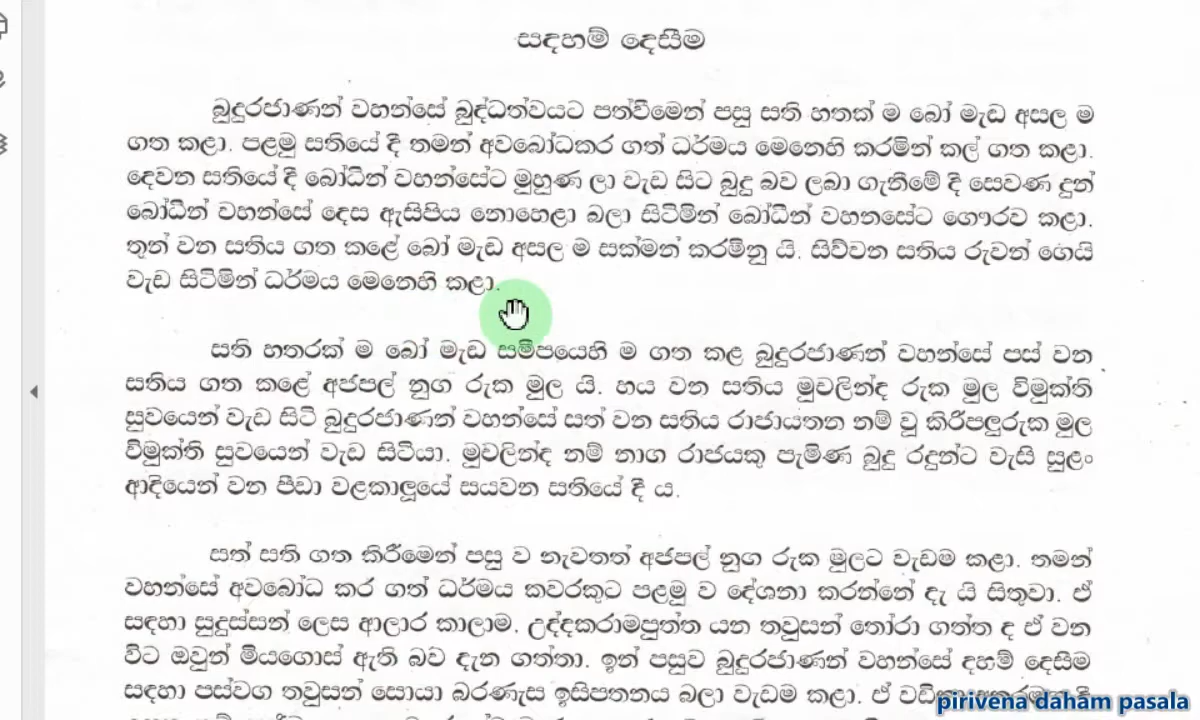 සදහම් දෙසීම
බුදුරජාණන් වහන්සේ බුද්ධත්වයට පත්වීමෙන් පසු සති හතක් ම බෝ මැඩ අසල ම
ගත කළා. පළමු සතියේ දී තමන් අවබෝධකර ගත් ධර්මය මෙනෙහි කරමින් කල් ගත කළා.
දෙවන සතියේ දී බෝධින් වහන්සේට මුහුණ ලා වැඩ සිට බුදු බව ලබා ගැනීමේ දී සෙවණ දුන්
බෝධීන් වහන්සේ දෙස ඇසිපිය නොහෙළා බලා සිටිමින් බෝධීන් වහනසේට ගෞරව කළා.
තුන් වන සතිය ගත කළේ බෝ මැඩ අසල ම සක්මන් කරමිනු යි. සිව්වන සතිය රුවන් ගෙයි
වැඩ සිටිමින් ධර්මය මෙනෙහි කළා.
සති හතරක් ම බෝ මැඩ සමීපයෙහි ම ගත කළ බුදුරජාණන් වහන්සේ පස් වන
සතිය ගත කළේ අජපල් නුග රුක මුල යි. හය වන සතිය මුචලින්ද රුක මුල විමුක්ති
සුවයෙන් වැඩ සිටි බුදුරජාණන් වහන්සේ සත් වන සතිය රාජායතන නම් වූ කිරිපලුරුක මුල
විමුක්ති සුවයෙන් වැඩ සිටියා. මුචලින්ද නම් නාග රාජයකු පැමිණ බුදු රදුන්ට වැසි සුළං
ආදියෙන් වන පීඩා වළකාලූයේ සයවන සතියේ දී ය.
සත් සති ගත කිරීමෙන් පසු ව නැවතත් අජපල් නුග රුක මුලට වැඩම කළා. තමන්
වහන්සේ අවබෝධ කර ගත් ධර්මය කවරකුට පළමු ව දේශනා කරන්නේ දැ යි සිතුවා. ඒ
සඳහා සුදුස්සන් ලෙස ආලාර කාලාම. උද්දකරාමපුත්ත යන තවුසන් තෝරා ගත්ත ද ඒ වන
විට ඔවුන් මියගොස් ඇති බව දැන ගත්තා. ඉන් පසුව බුදුරජාණන් වහන්සේ දහම් දෙසීම
සඳහා පස්වග තවුසන් සොයා බරණැස ඉසිපතනය බලා වැඩම කළා. ඒ
pirivena daham pasala